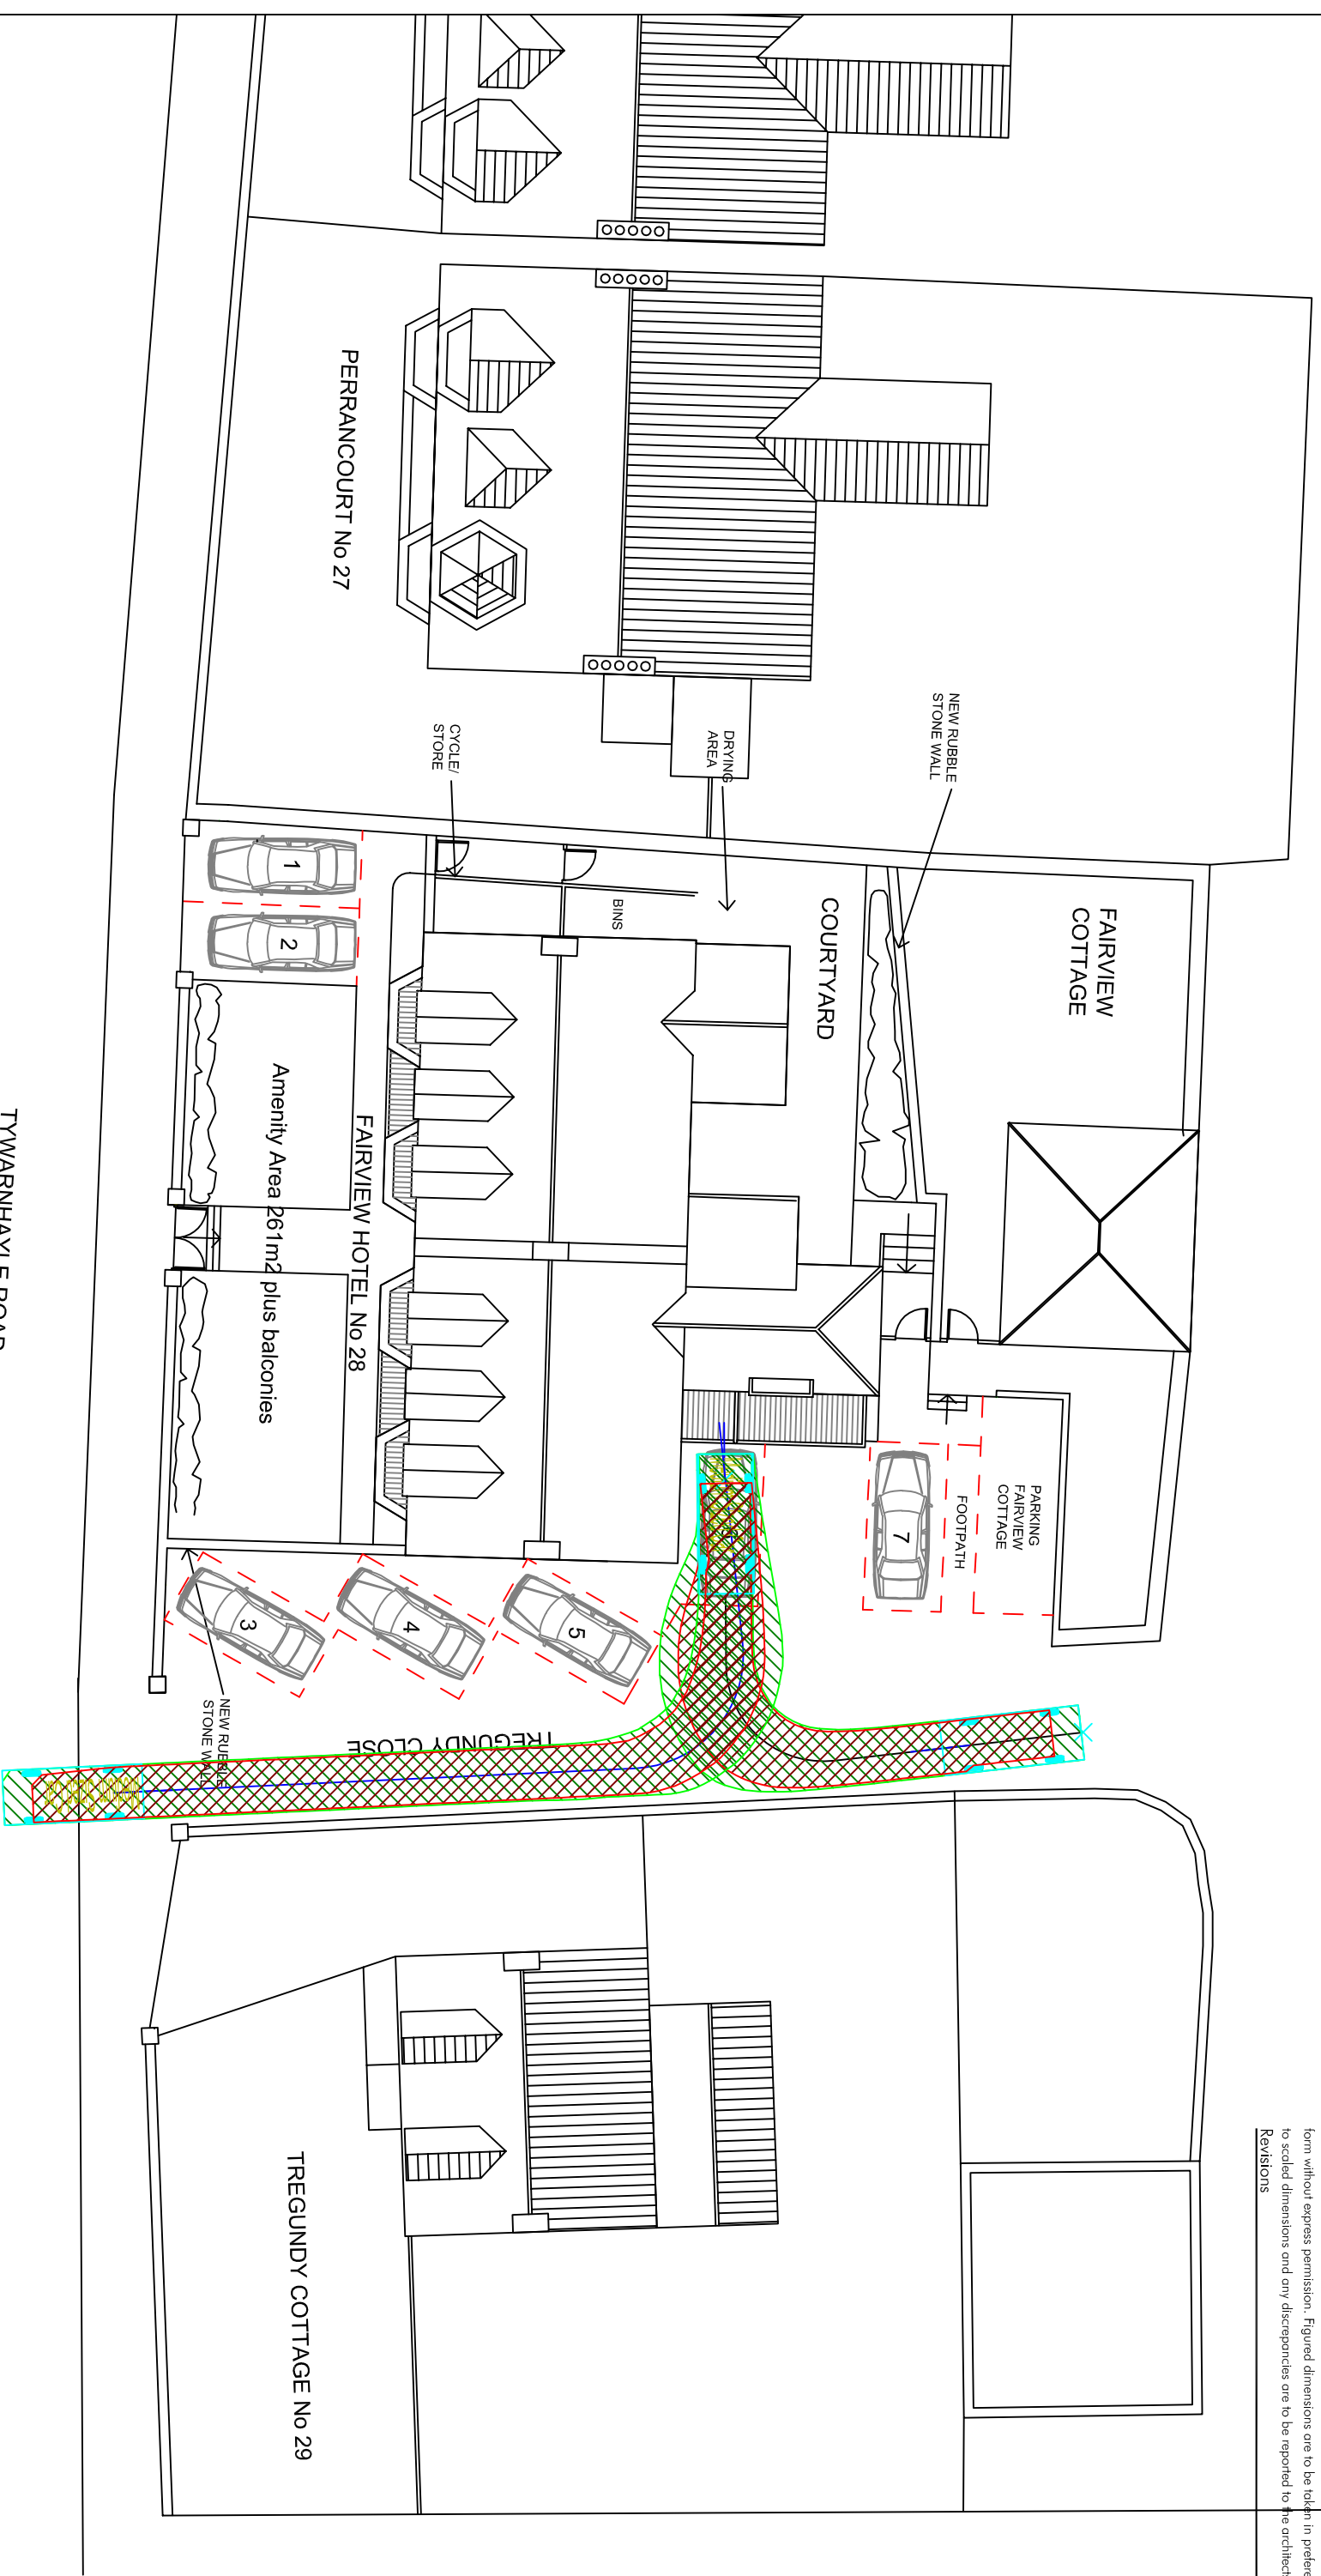 form without express permission. Figured dimensions are to be taken in
to scaled dimensions and any discrepancies are to be reported to the architect
Revisions
NEW RUBBLE
STONE WALL
FAIRVIEW
COTTAGE
PARKING
FAIRVIEW
COTTAGE
FOOTPATH
7
COURTYARD
DRYING
AREA
BINS
CYCLE/
STORE
PERRANCOURT No 27
1
2
FAIRVIEW HOTEL No 28
Amenity Area 261m2 plus balconies
5
4
3
NEW RUBBLE
STONE WALL
TREGUNDY CLOSE
TREGUNDY COTTAGE No 29
TYWARNHAYLE ROAD